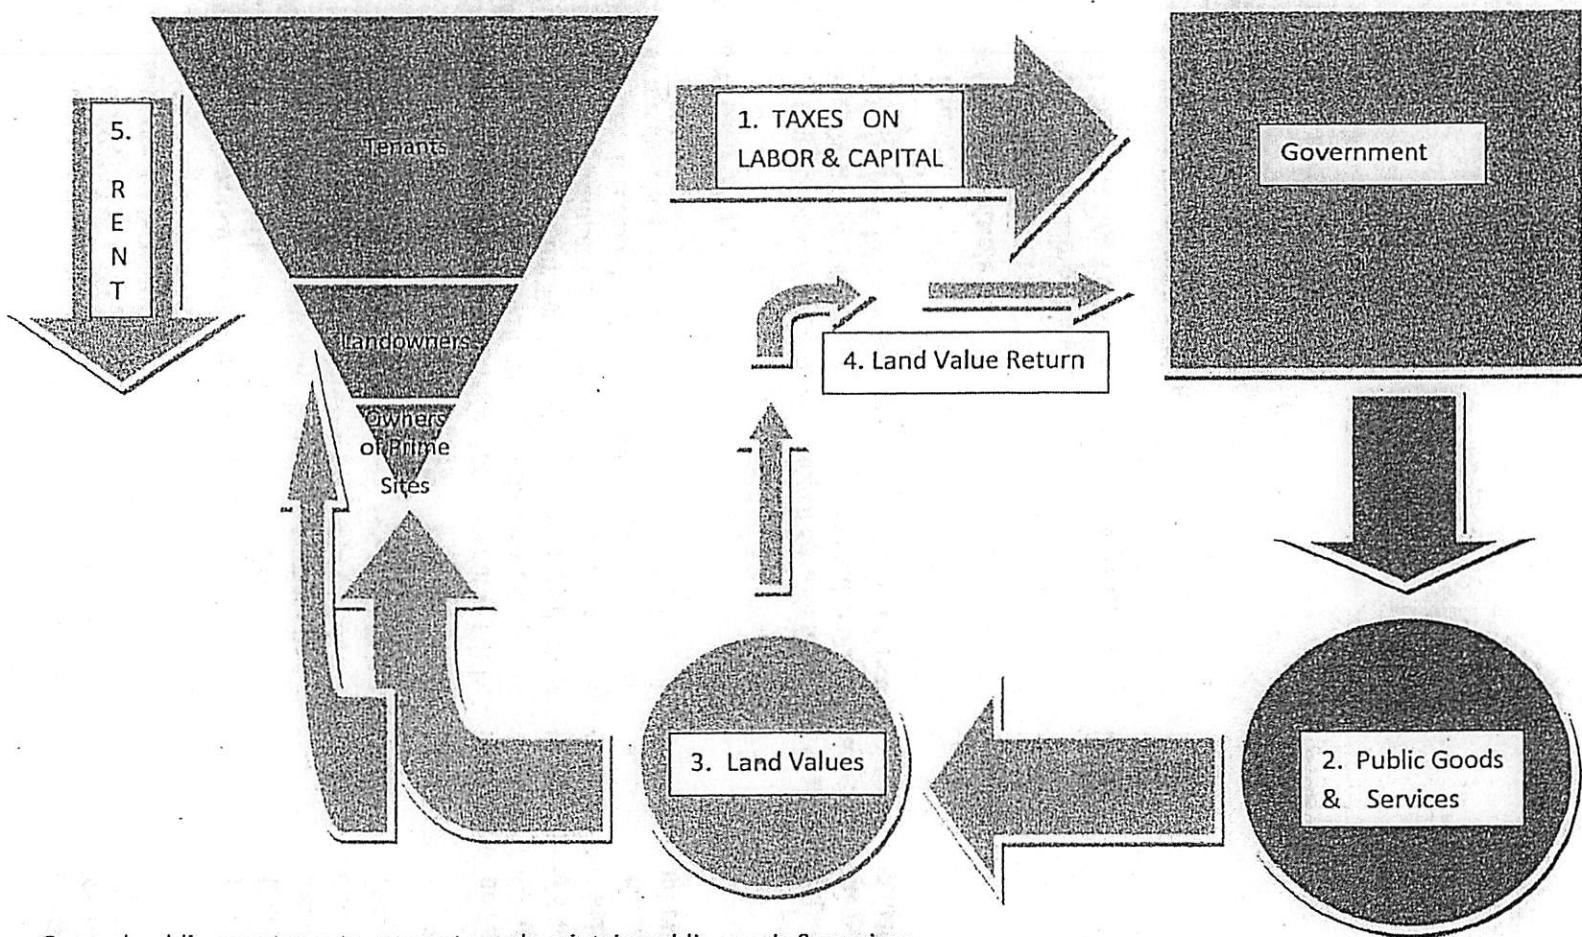 5.
R
E
N
T
Tenants
Landowners
Owners
of Prime
Sites
1. TAXES ON
LABOR & CAPITAL
Government
4. Land Value Return
3. Land Values
2. Public Goods
& Services